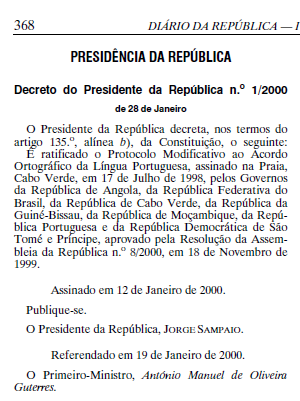 368 DIÁRIO DA REPÚBLICA — I
PRESIDÊNCIA DA REPÚBLICA
Decreto do Presidente da República n.º 1/2000
de 28 de Janeiro
O Presidente da República decreta, nos termos do
artigo 135.º, alínea b), da Constituição, o seguinte:
É ratificado o Protocolo Modificativo ao Acordo
Ortográfico da Língua Portuguesa, assinado na Praia,
Cabo Verde, em 17 de Julho de 1998, pelos Governos
da República de Angola, da República Federativa do
Brasil, da República de Cabo Verde, da República da
Guiné-Bissau, da República de Moçambique, da Repú-
blica Portuguesa e da República Democrática de São
Tomé e Príncipe, aprovado pela Resolução da Assem-
bleia da República n.º 8/2000, em 18 de Novembro de
1999.
Assinado em 12 de Janeiro de 2000.
Publique-se.
O Presidente da República, JORGE SAMPAIO.
Referendado em 19 de Janeiro de 2000.
O Primeiro-Ministro, António Manuel de Oliveira
Guterres.